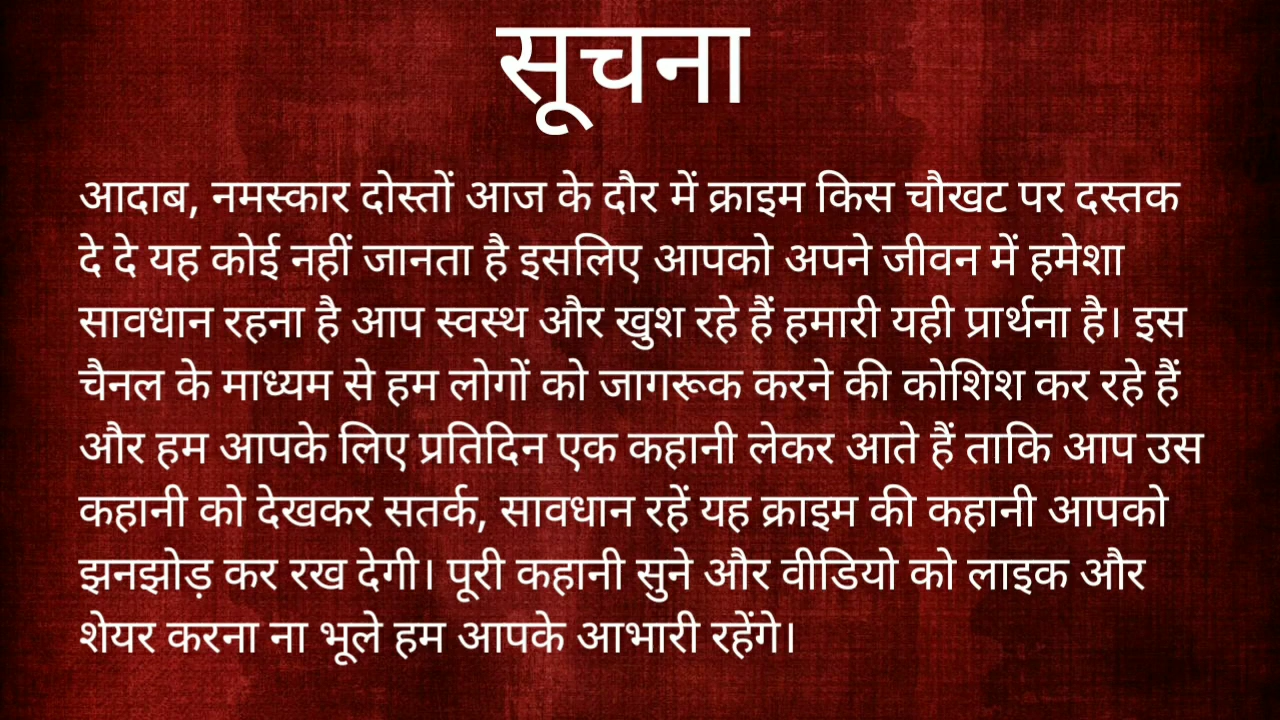 सूचना
आदाब, नमस्कार दोस्तों आज के दौर में क्राइम किस चौखट पर दस्तक
दे दे यह कोई नहीं जानता है इसलिए आपको अपने जीवन में हमेशा
सावधान रहना है आप स्वस्थ और खुश रहे हैं हमारी यही प्रार्थना है। इस
चैनल के माध्यम से हम लोगों को जागरूक करने की कोशिश कर रहे हैं
और हम आपके लिए प्रतिदिन एक कहानी लेकर आते हैं ताकि आप उस
कहानी को देखकर सतर्क, सावधान रहें यह क्राइम की कहानी आपको
झनझोड़ कर रख देगी। पूरी कहानी सुने और वीडियो को लाइक और
शेयर करना ना भूले हम आपके आभारी रहेंगे।